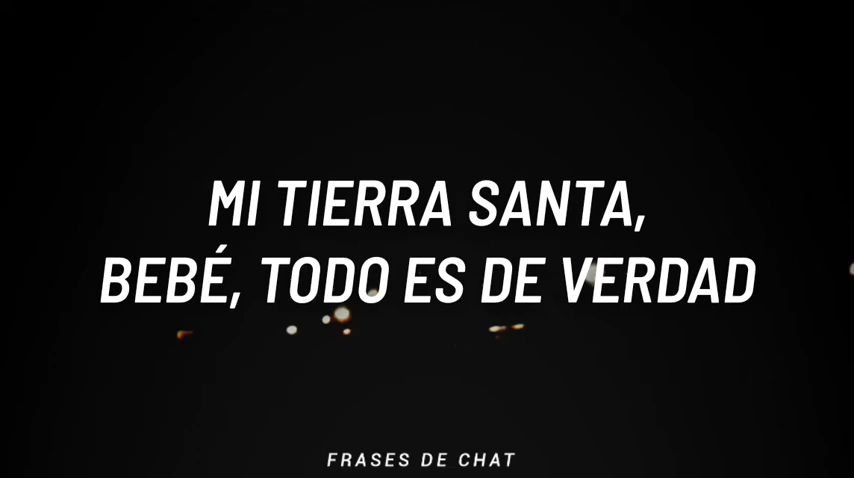 MI TIERRA SANTA,
BEBÉ, TODO ES DE VERDAD
FRASES DE CHAT